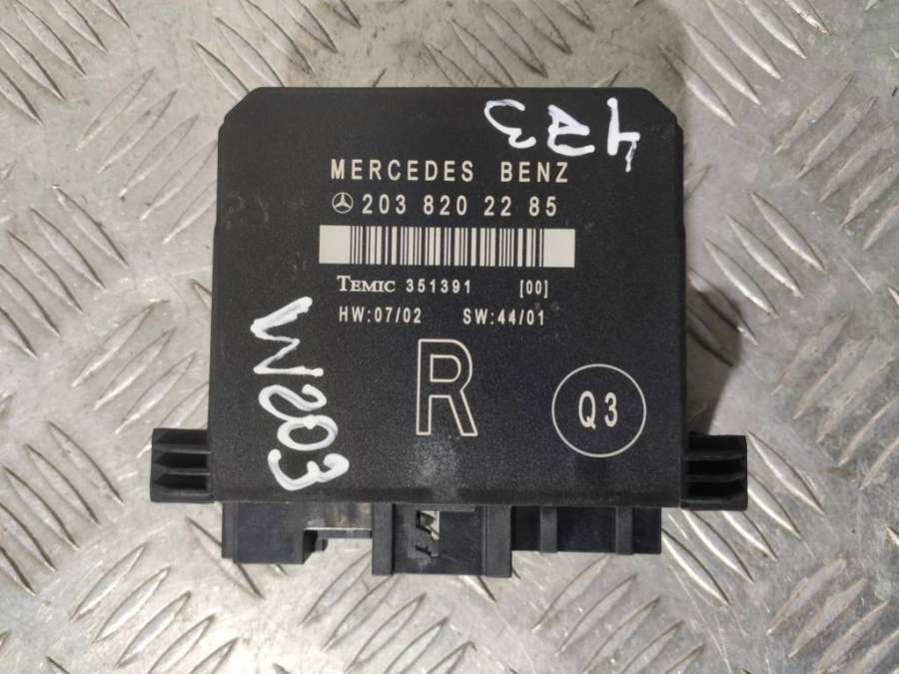 MERCEDES BENZ
203 820 22 85
TEMIC 351391 [00]
HW:07/02 SW:44/01
R
Q3
W203